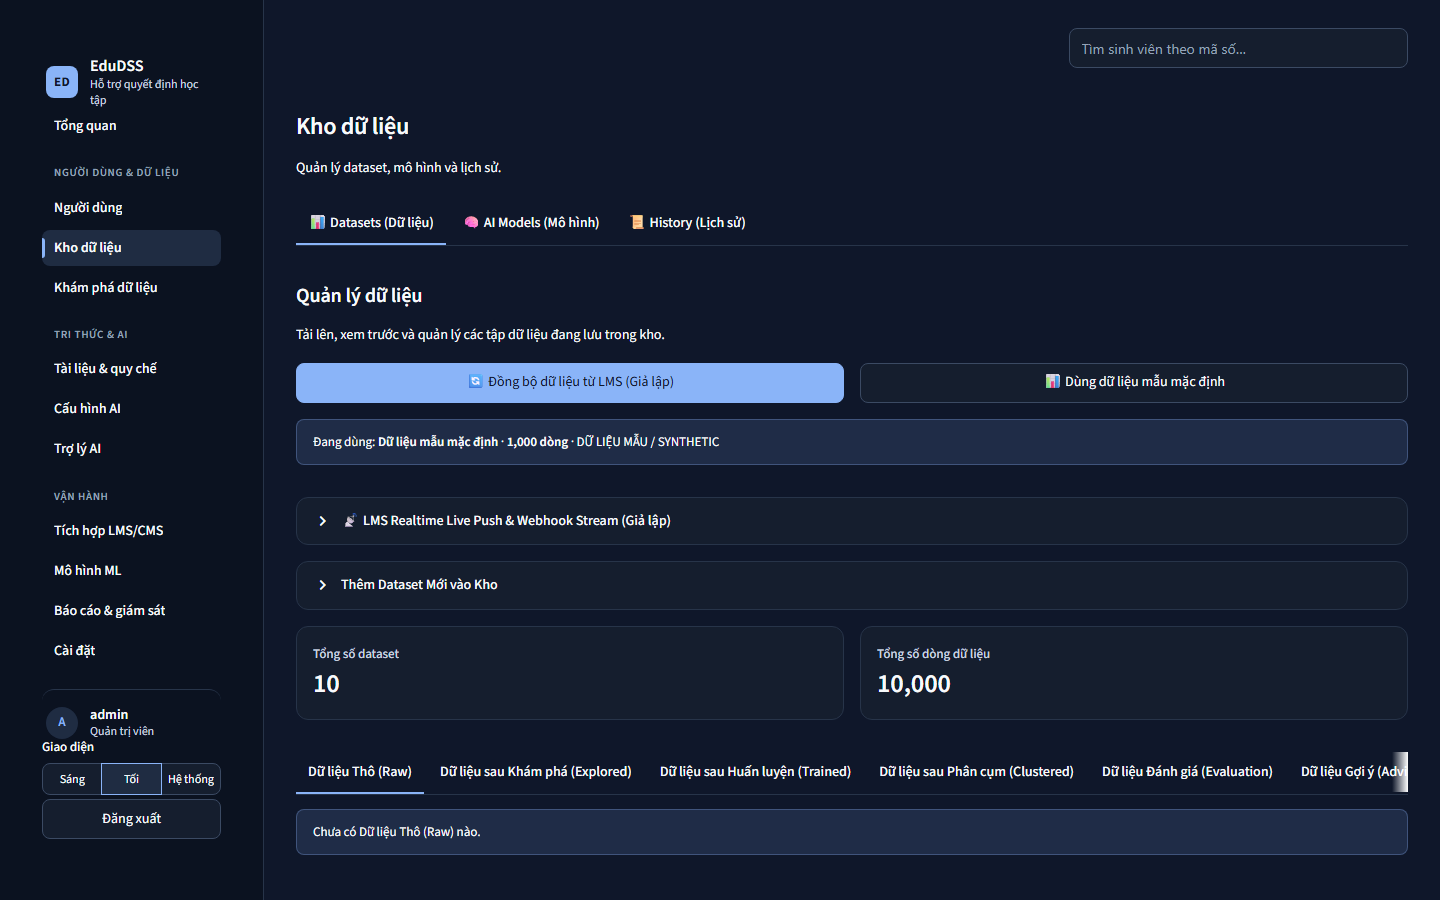 ED
EduDSS
Hỗ trợ quyết định học
tập
Tổng quan
NGƯỜI DÙNG & DỮ LIỆU
Người dùng
Kho dữ liệu
Khám phá dữ liệu
TRI THỨC & AI
Tài liệu & quy chế
Cấu hình AI
Trợ lý AI
VẬN HÀNH
Tích hợp LMS/CMS
Mô hình ML
Báo cáo & giám sát
Cài đặt
A
admin
Quản trị viên
Giao diện
Sáng
Tối
Hệ thống
Đăng xuất
Tìm sinh viên theo mã số...
Kho dữ liệu
Quản lý dataset, mô hình và lịch sử.
Datasets (Dữ liệu)
AI Models (Mô hình)
History (Lịch sử)
Quản lý dữ liệu
Tải lên, xem trước và quản lý các tập dữ liệu đang lưu trong kho.
Đồng bộ dữ liệu từ LMS (Giả lập)
Dùng dữ liệu mẫu mặc định
Đang dùng: Dữ liệu mẫu mặc định · 1,000 dòng · DỮ LIỆU MẪU / SYNTHETIC
LMS Realtime Live Push & Webhook Stream (Giả lập)
Thêm Dataset Mới vào Kho
Tổng số dataset
10
Tổng số dòng dữ liệu
10,000
Dữ liệu Thô (Raw)
Dữ liệu sau Khám phá (Explored)
Dữ liệu sau Huấn luyện (Trained)
Dữ liệu sau Phân cụm (Clustered)
Dữ liệu Đánh giá (Evaluation)
Dữ liệu Gợi ý (Advi
Chưa có Dữ liệu Thô (Raw) nào.